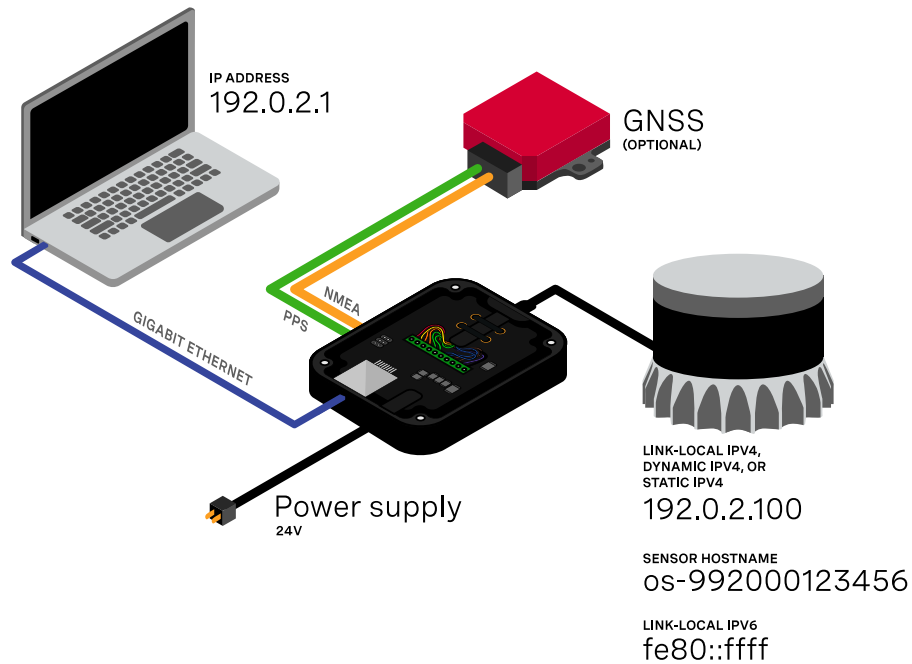 IP ADDRESS
192.0.2.1
GNSS
(OPTIONAL)
NMEA
PPS
GIGABIT ETHERNET
Power supply
24V
LINK-LOCAL IPV4,
DYNAMIC IPV4, OR
STATIC IPV4
192.0.2.100
SENSOR HOSTNAME
os-992000123456
LINK-LOCAL IPV6
fe80::ffff